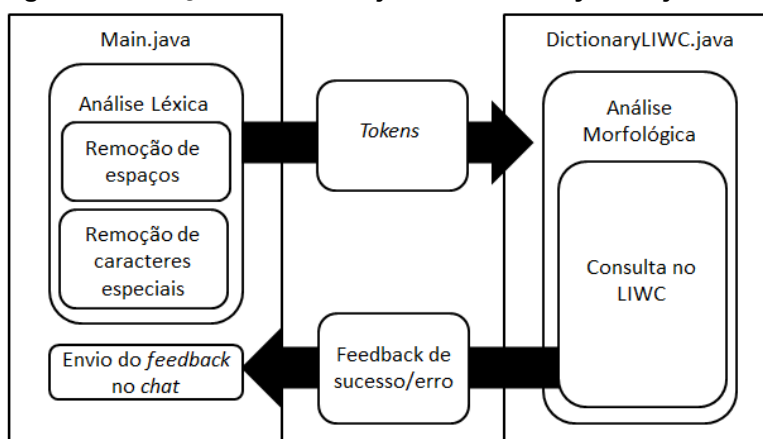 Main.java
Análise Léxica
Remoção de
espaços
Remoção de
caracteres
especiais
Envio do feedback
no chat
Tokens
Feedback de
sucesso/erro
DictionaryLIWC.java
Análise
Morfológica
Consulta no
LIWC